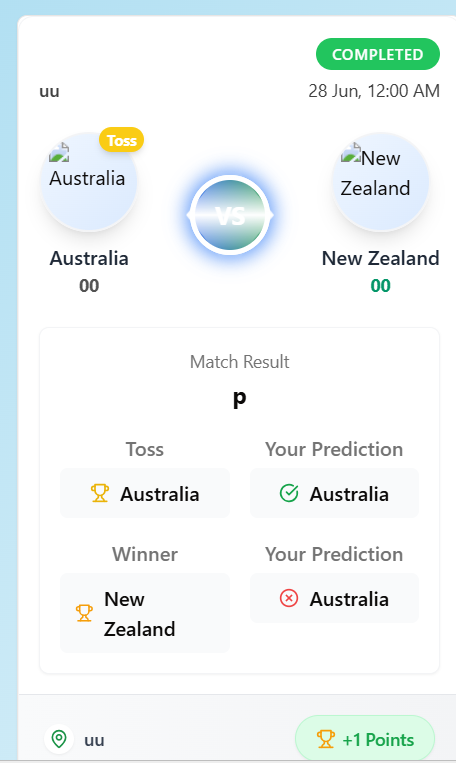 COMPLETED
uu
28 Jun, 12:00 AM
Toss
Australia
VS
New
Zealand
Australia
New Zealand
00
00
Match Result
p
Toss
Your Prediction
Australia
Australia
Winner
Your Prediction
New
Zealand
Australia
uu
+1 Points